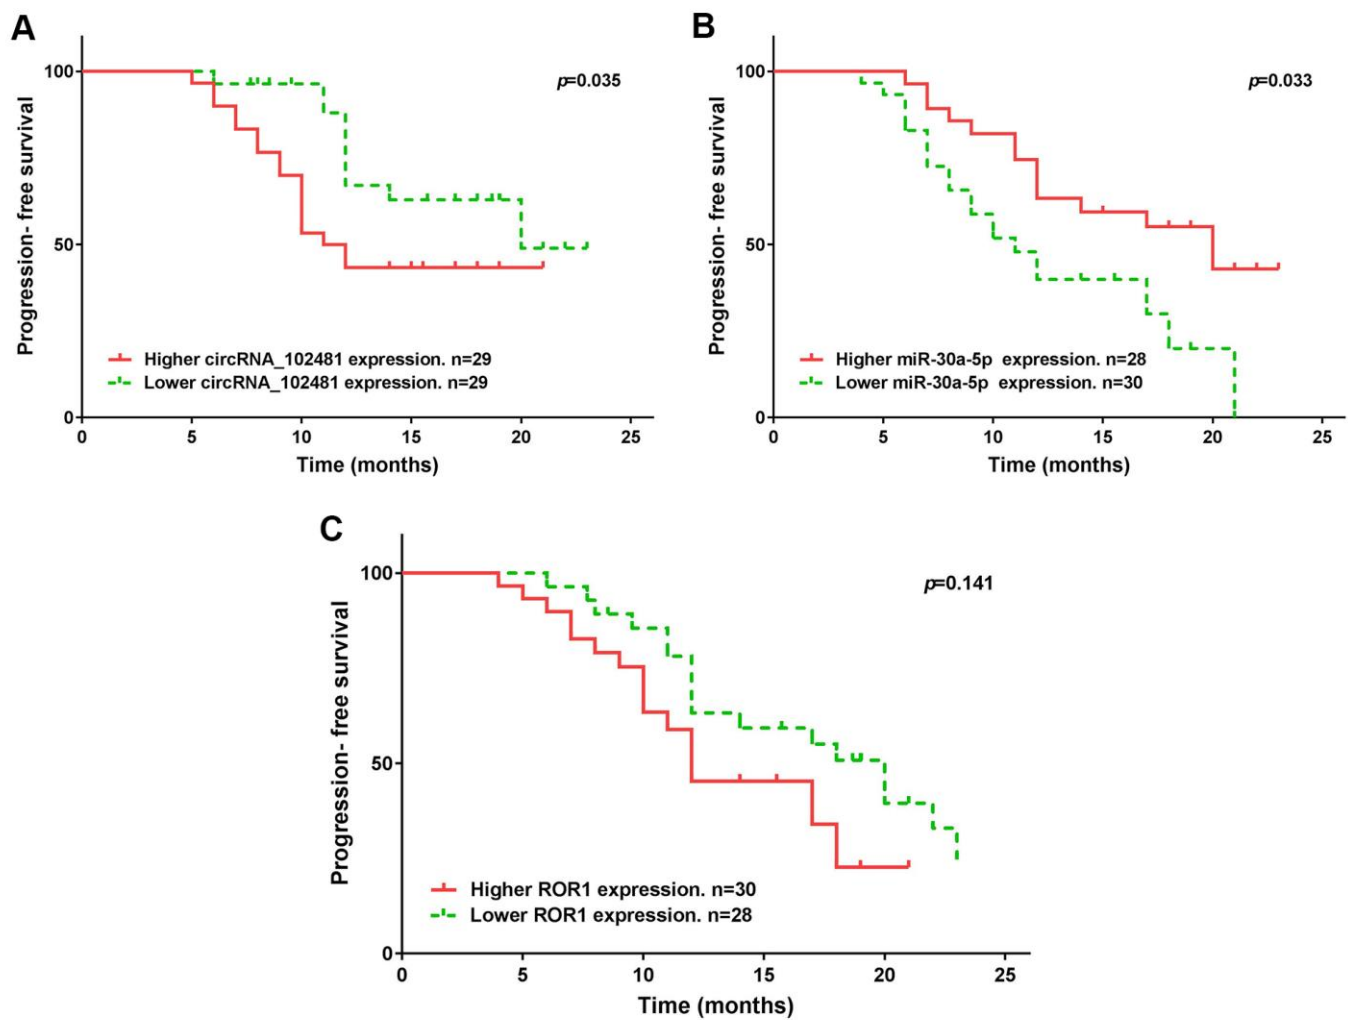 A
Progression- free survival
100
50
0
p=0.035
Higher circRNA_102481 expression. n=29
Lower circRNA_102481 expression. n=29
0 5 10 15 20 25
Time (months)
B
Progression- free survival
100
50
0
p=0.033
Higher miR-30a-5p expression. n=28
Lower miR-30a-5p expression. n=30
0 5 10 15 20 25
Time (months)
C
Progression- free survival
100
50
0
p=0.141
Higher ROR1 expression. n=30
Lower ROR1 expression. n=28
0 5 10 15 20 25
Time (months)